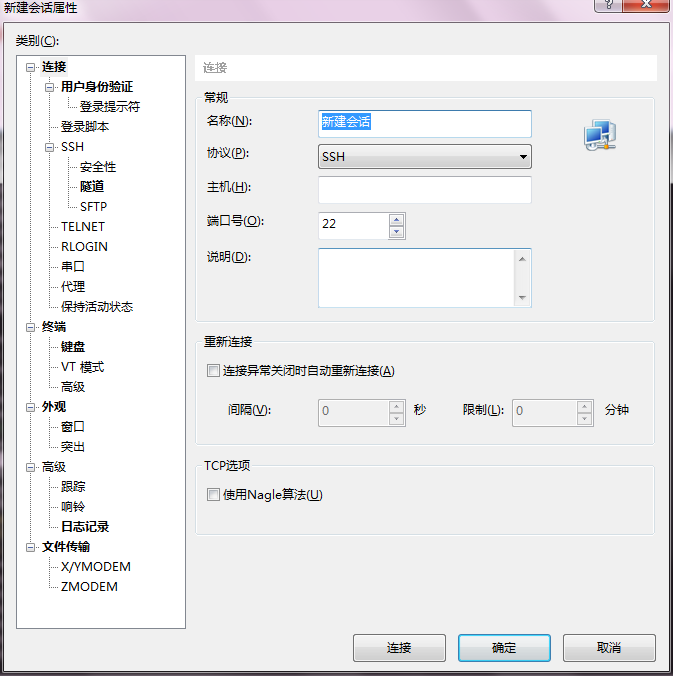 新建会话属性
类别(C):
连接
用户身份验证
登录提示符
登录脚本
SSH
安全性
隧道
SFTP
TELNET
RLOGIN
串口
代理
保持活动状态
终端
键盘
VT 模式
高级
外观
窗口
突出
高级
跟踪
响铃
日志记录
文件传输
X/YMODEM
ZMODEM
连接
常规
名称(N): 新建会话
协议(P): SSH
主机(H):
端口号(O): 22
说明(D):
重新连接
连接异常关闭时自动重新连接(A)
间隔(V): 0 秒 限制(L): 0 分钟
TCP选项
使用Nagle算法(U)
连接 确定 取消